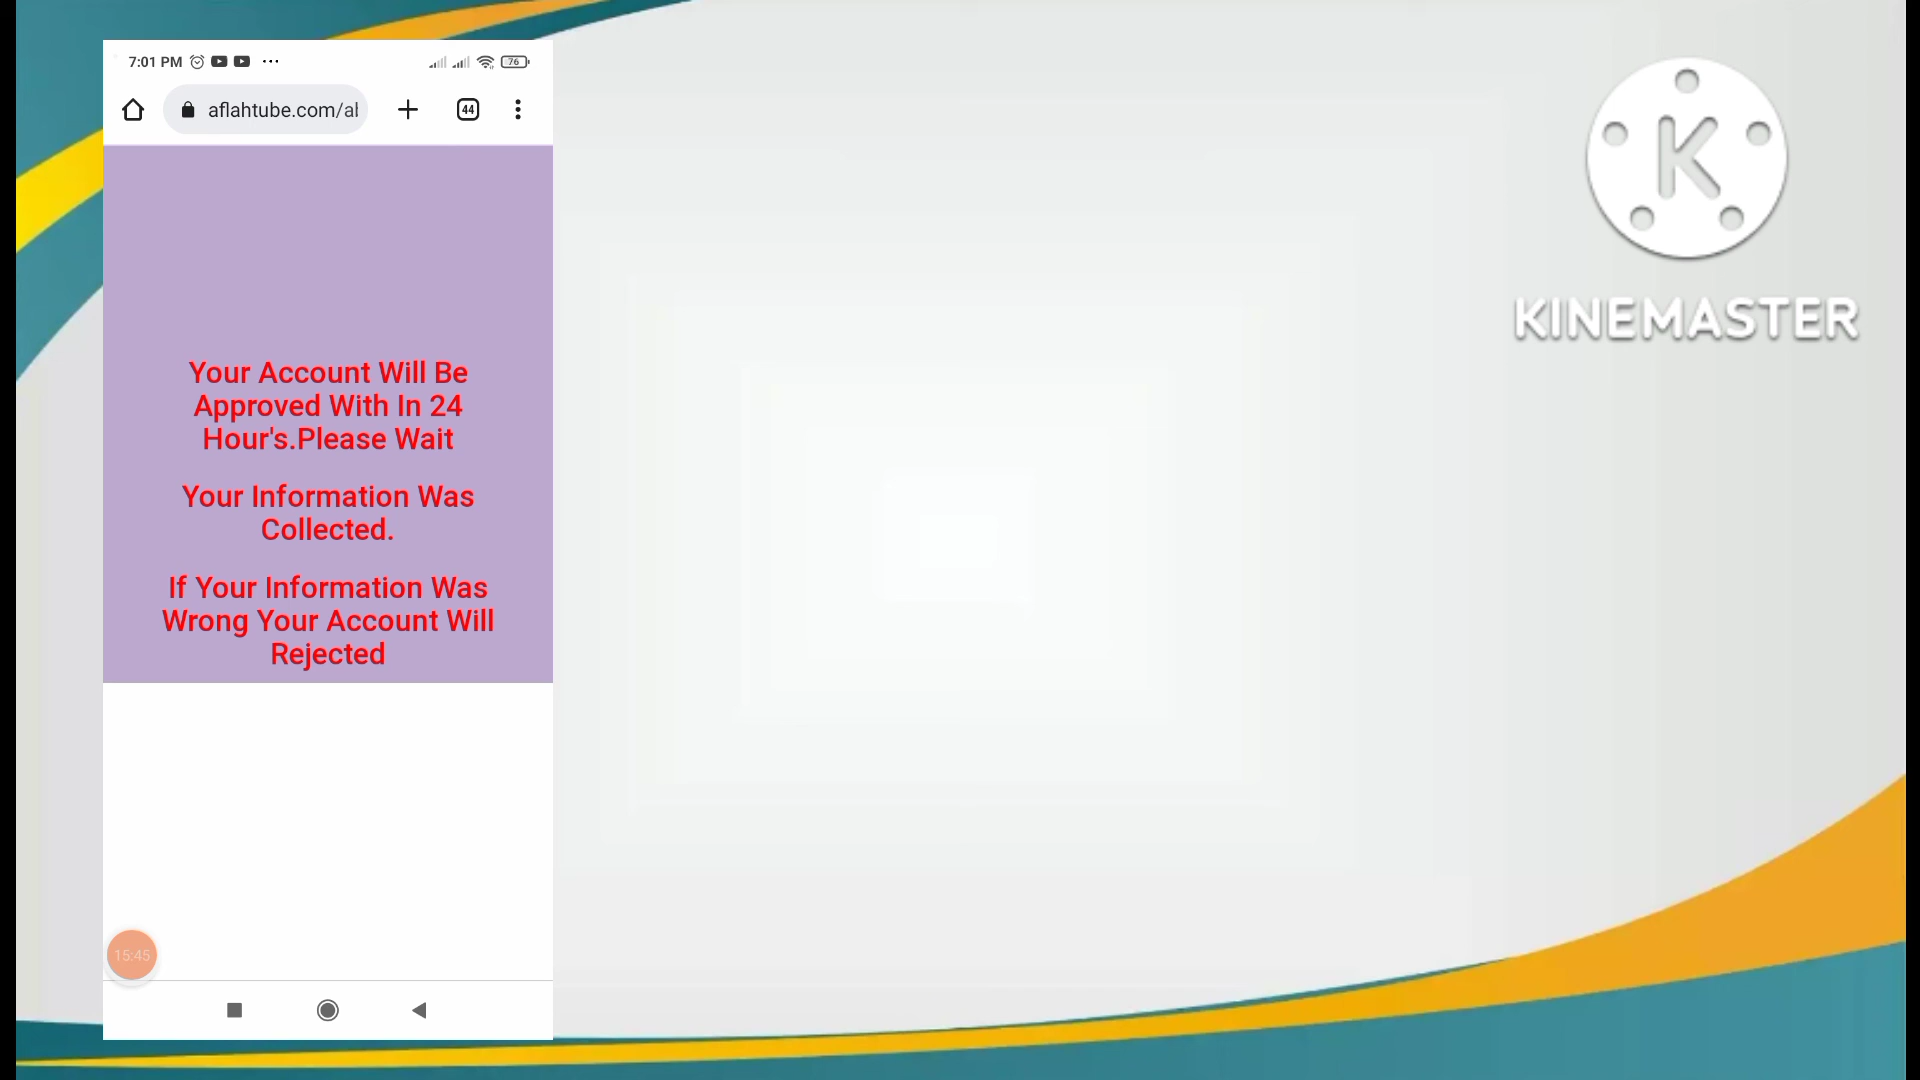 7:01 PM
76
aflahtube.com/al
44
Your Account Will Be
Approved With In 24
Hour's.Please Wait
Your Information Was
Collected.
If Your Information Was
Wrong Your Account Will
Rejected
15:45
K
KINEMASTER